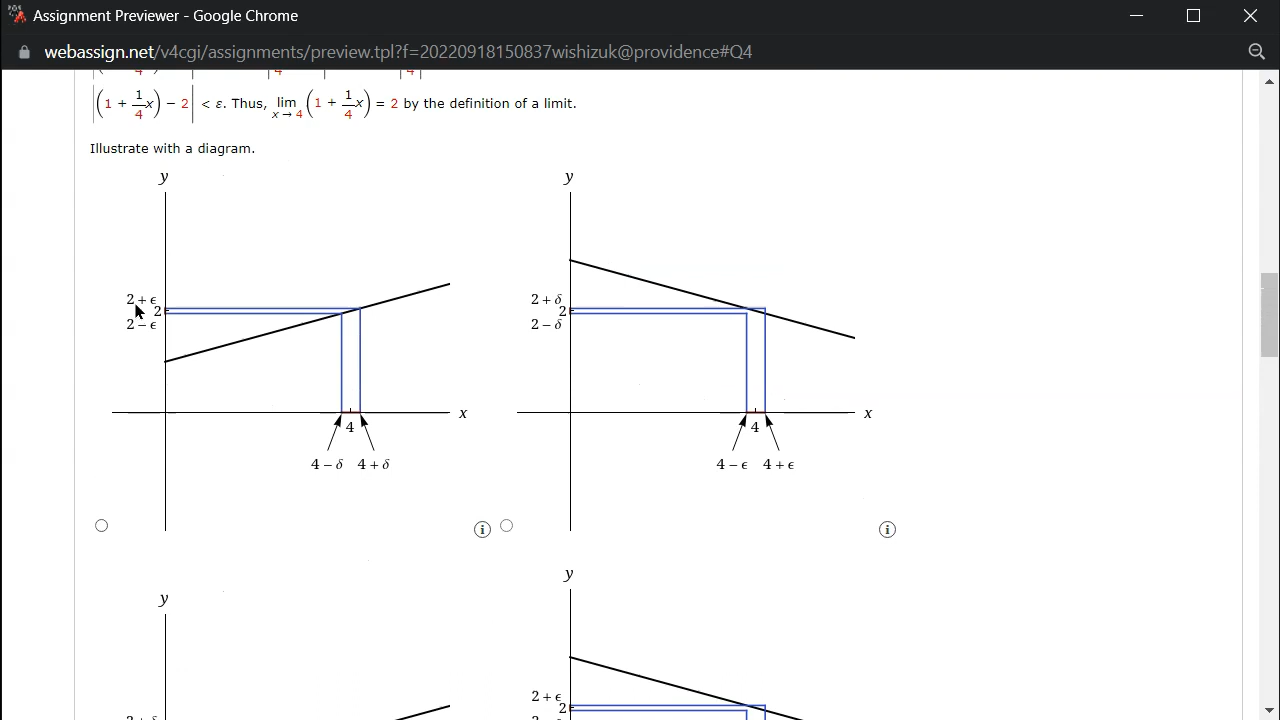 Assignment Previewer - Google Chrome
webassign.net/v4cgi/assignments/preview.tpl?f=20220918150837wishizuk@providence#Q4
|(1 + 1/4 x) − 2| < ε. Thus, lim x→4 (1 + 1/4 x) = 2 by the definition of a limit.
Illustrate with a diagram.
y y
2 + ϵ 2 + δ
2 2
2 − ϵ 2 − δ
x x
4 4
4 − δ 4 + δ 4 − ϵ 4 + ϵ
i i
y
y
2 + ϵ
2